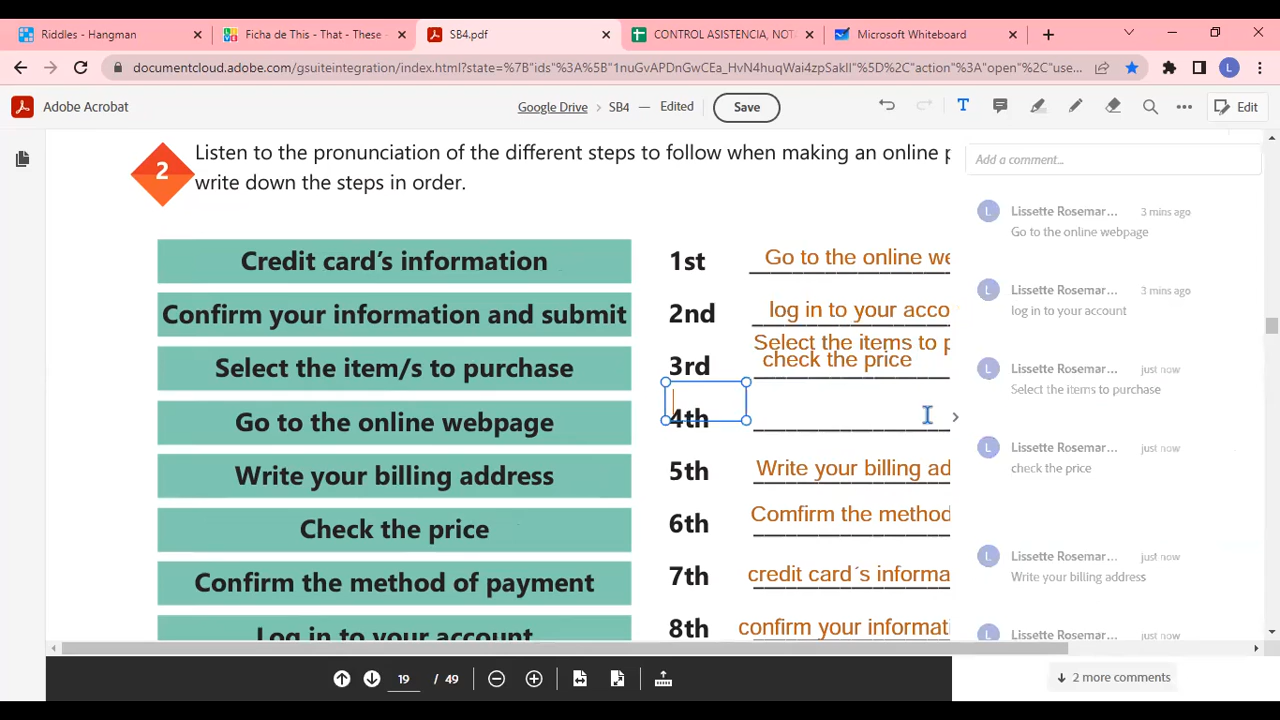 Riddles - Hangman
Ficha de This - That - These -
SB4.pdf
CONTROL ASISTENCIA, NOT
Microsoft Whiteboard
documentcloud.adobe.com/gsuiteintegration/index.html?state=%7B"ids"%3A%5B"1nuGvAPDnGwCEa_HvN4huqWai4zpSaklI"%5D%2C"action"%3A"open"%2C"use...
L
Adobe Acrobat
Google Drive > SB4 — Edited
Save
Edit
2
Listen to the pronunciation of the different steps to follow when making an online p
write down the steps in order.
Credit card's information
Confirm your information and submit
Select the item/s to purchase
Go to the online webpage
Write your billing address
Check the price
Confirm the method of payment
Log in to your account
1st Go to the online we
2nd log in to your acco
Select the items to p
3rd check the price
4th
5th Write your billing ad
6th Comfirm the method
7th credit card´s informa
8th confirm your informati
Add a comment...
L Lissette Rosemar... 3 mins ago
Go to the online webpage
L Lissette Rosemar... 3 mins ago
log in to your account
L Lissette Rosemar... just now
Select the items to purchase
L Lissette Rosemar... just now
check the price
L Lissette Rosemar... just now
Write your billing address
L Lissette Rosemar... just now
2 more comments
19 / 49